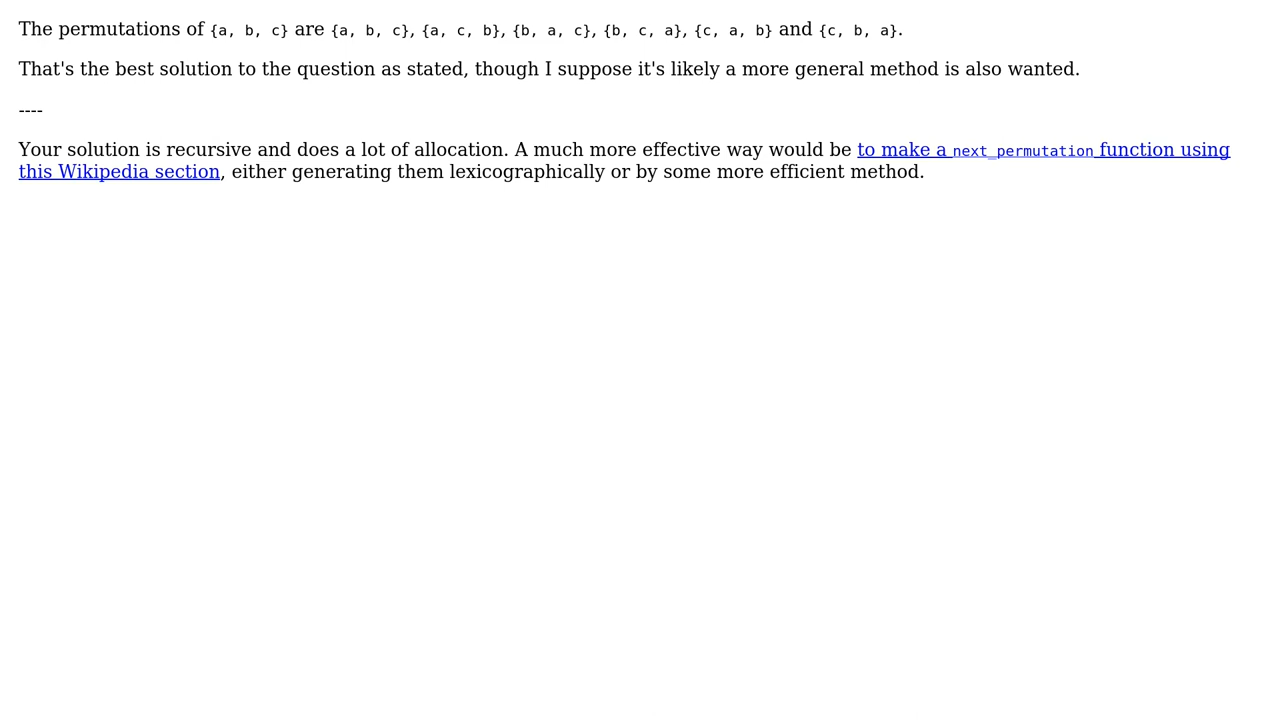 The permutations of {a, b, c} are {a, b, c}, {a, c, b}, {b, a, c}, {b, c, a}, {c, a, b} and {c, b, a}.
That's the best solution to the question as stated, though I suppose it's likely a more general method is also wanted.
----
Your solution is recursive and does a lot of allocation. A much more effective way would be to make a next_permutation function using
this Wikipedia section, either generating them lexicographically or by some more efficient method.